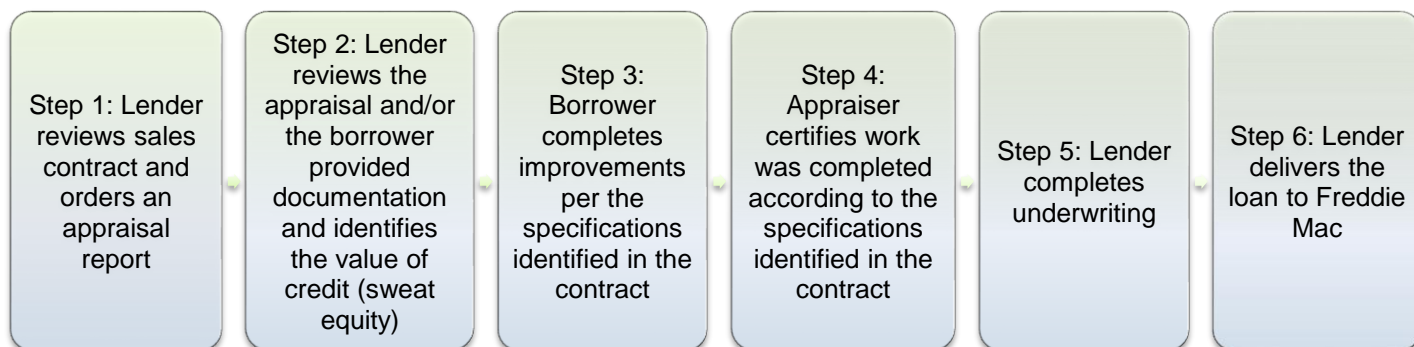 Step 1: Lender
reviews sales
contract and
orders an
appraisal
report
Step 2: Lender
reviews the
appraisal and/or
the borrower
provided
documentation
and identifies
the value of
credit (sweat
equity)
Step 3:
Borrower
completes
improvements
per the
specifications
identified in the
contract
Step 4:
Appraiser
certifies work
was completed
according to the
specifications
identified in the
contract
Step 5: Lender
completes
underwriting
Step 6: Lender
delivers the
loan to Freddie
Mac